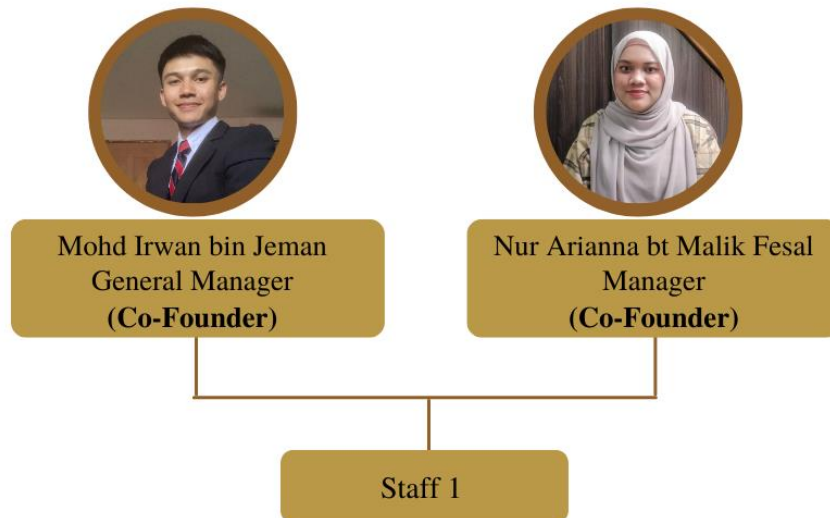 Mohd Irwan bin Jeman
General Manager
(Co-Founder)
Nur Arianna bt Malik Fesal
Manager
(Co-Founder)
Staff 1